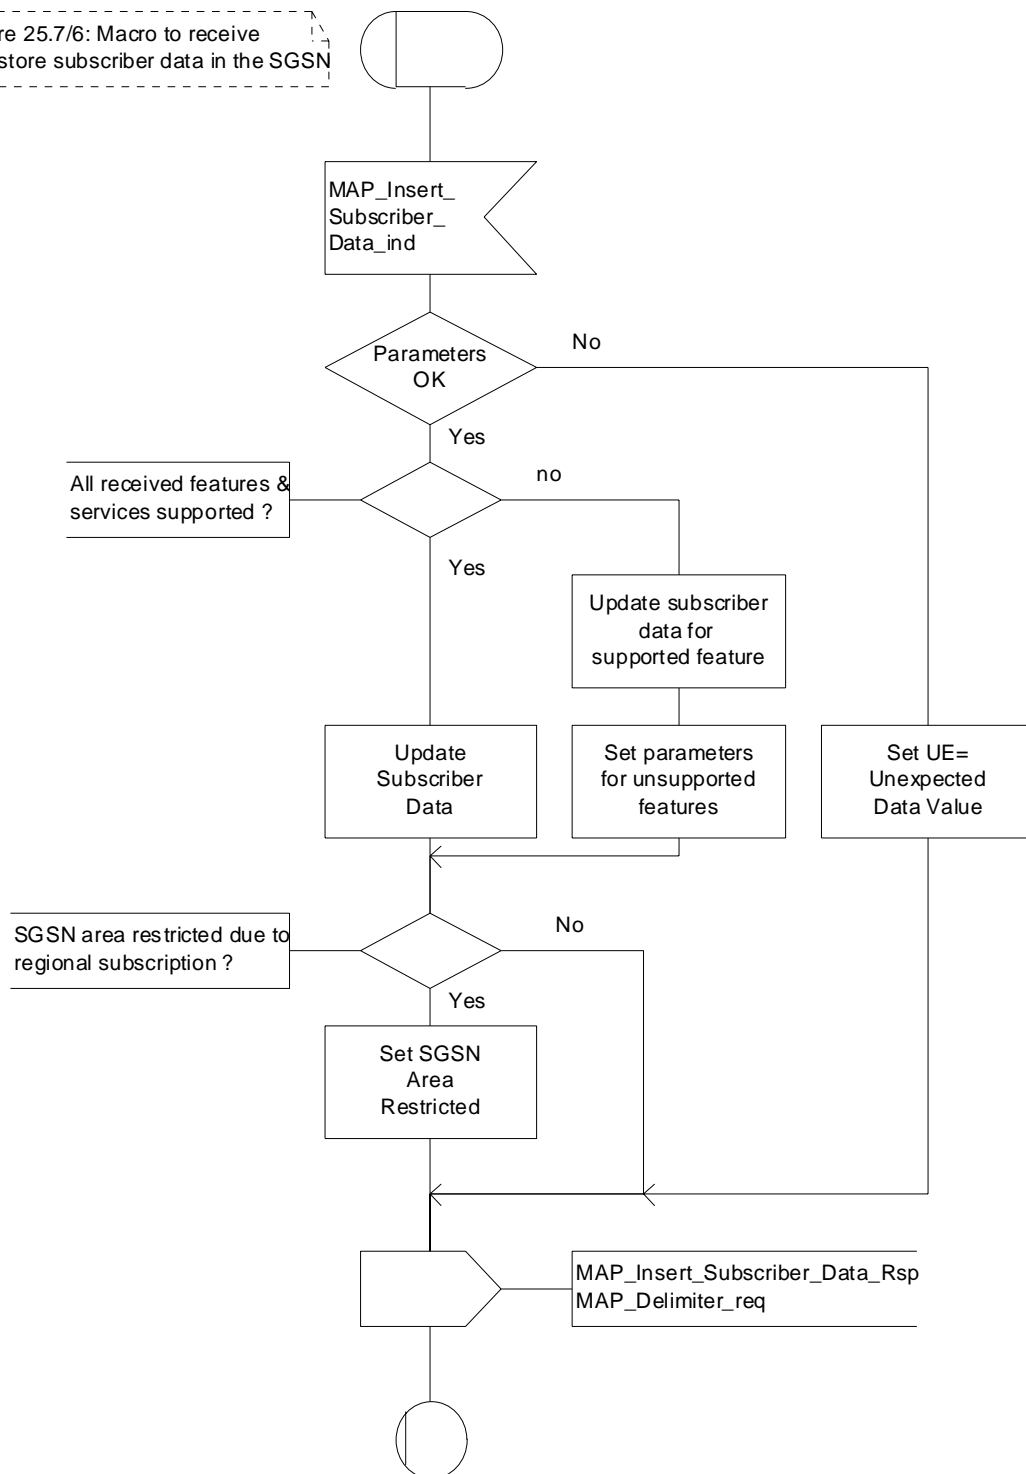 re 25.7/6: Macro to receive
store subscriber data in the SGSN
MAP_Insert_
Subscriber_
Data_ind
Parameters
OK
No
Yes
All received features &
services supported ?
no
Yes
Update subscriber
data for
supported feature
Update
Subscriber
Data
Set parameters
for unsupported
features
Set UE=
Unexpected
Data Value
SGSN area restricted due to
regional subscription ?
No
Yes
Set SGSN
Area
Restricted
MAP_Insert_Subscriber_Data_Rsp
MAP_Delimiter_req